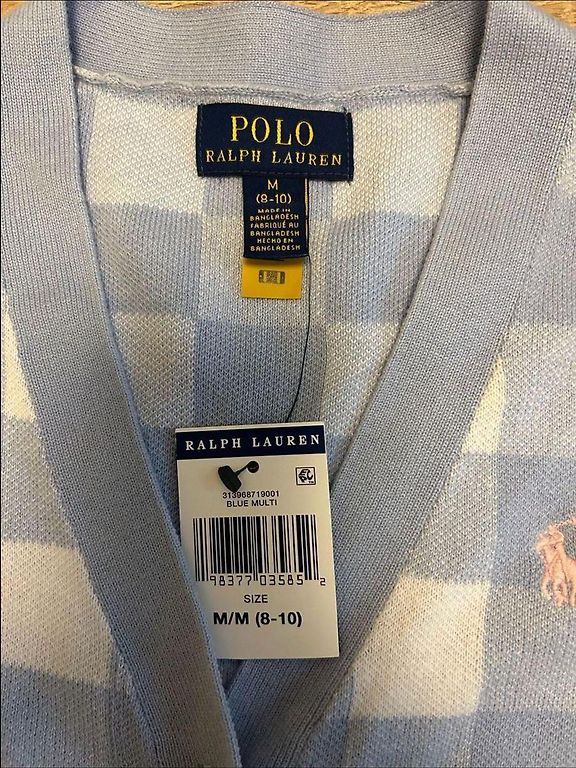 POLO
RALPH LAUREN
M
(8-10)
MADE IN
BANGLADESH
FABRIQUÉ AU
BANGLADESH
HECHO EN
BANGLADESH
RALPH LAUREN
313968719001
BLUE MULTI
98377 03585 2
SIZE
M/M (8-10)